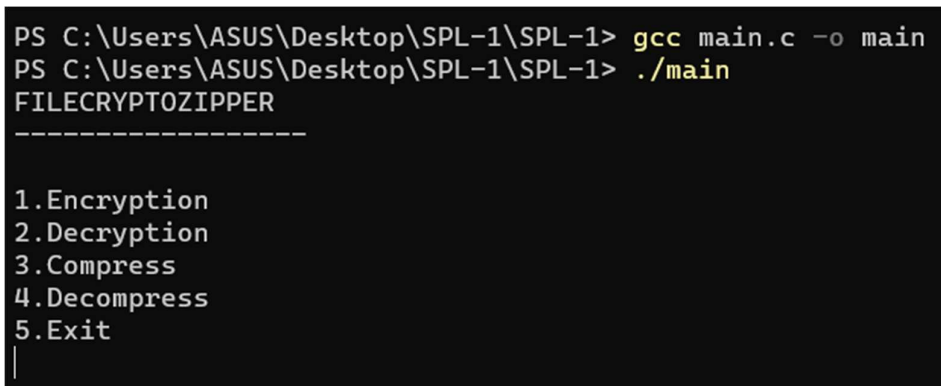 PS C:\Users\ASUS\Desktop\SPL-1\SPL-1> gcc main.c -o main
PS C:\Users\ASUS\Desktop\SPL-1\SPL-1> ./main
FILECRYPTOZIPPER
------------------
1.Encryption
2.Decryption
3.Compress
4.Decompress
5.Exit